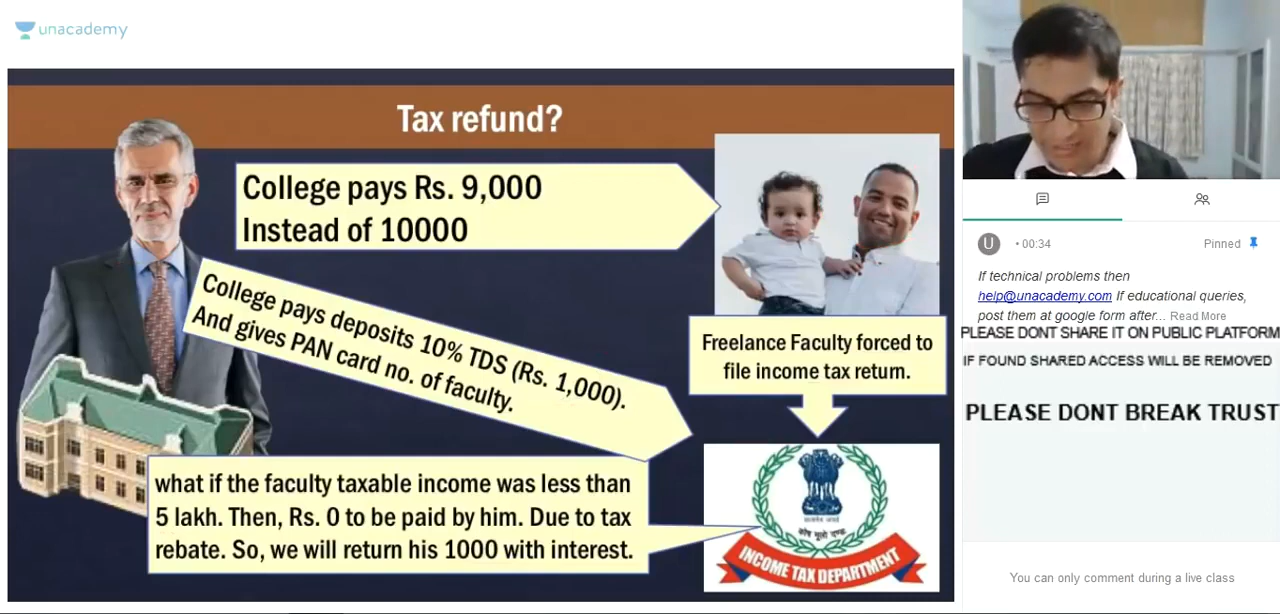 unacademy
Tax refund?
College pays Rs. 9,000
Instead of 10000
College pays deposits 10% TDS (Rs. 1,000).
And gives PAN card no. of faculty.
Freelance Faculty forced to
file income tax return.
what if the faculty taxable income was less than
5 lakh. Then, Rs. 0 to be paid by him. Due to tax
rebate. So, we will return his 1000 with interest.
कोष मूलो दण्डः
INCOME TAX DEPARTMENT
U • 00:34 Pinned
If technical problems then
help@unacademy.com If educational queries,
post them at google form after... Read More
PLEASE DONT SHARE IT ON PUBLIC PLATFORM
IF FOUND SHARED ACCESS WILL BE REMOVED
PLEASE DONT BREAK TRUST
You can only comment during a live class